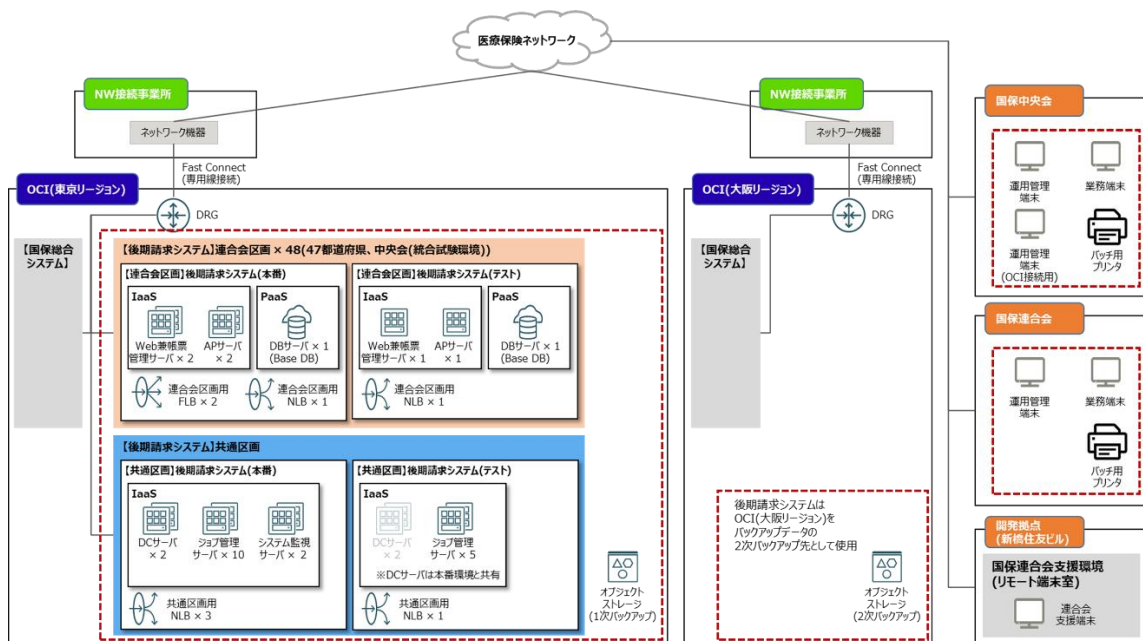 医療保険ネットワーク
NW接続事業所
ネットワーク機器
Fast Connect
(専用線接続)
OCI(東京リージョン)
DRG
【国保総合
システム】
【後期請求システム】連合会区画 × 48(47都道府県、中央会(統合試験環境))
【連合会区画】後期請求システム(本番)
IaaS
Web兼帳票
管理サーバ × 2
APサーバ
× 2
PaaS
DBサーバ × 1
(Base DB)
連合会区画用
FLB × 2
連合会区画用
NLB × 1
【連合会区画】後期請求システム(テスト)
IaaS
Web兼帳票
管理サーバ × 1
APサーバ
× 1
PaaS
DBサーバ × 1
(Base DB)
連合会区画用
NLB × 1
【後期請求システム】共通区画
【共通区画】後期請求システム(本番)
IaaS
DCサーバ
× 2
ジョブ管理
サーバ × 10
システム監視
サーバ × 2
共通区画用
NLB × 3
【共通区画】後期請求システム(テスト)
IaaS
DCサーバ
× 2
ジョブ管理
サーバ × 5
※DCサーバは本番環境と共有
共通区画用
NLB × 1
オブジェクト
ストレージ
(1次バックアップ)
NW接続事業所
ネットワーク機器
Fast Connect
(専用線接続)
OCI(大阪リージョン)
DRG
【国保総合
システム】
後期請求システムは
OCI(大阪リージョン)を
バックアップデータの
2次バックアップ先として使用
オブジェクト
ストレージ
(2次バックアップ)
国保中央会
運用管理
端末
業務端末
運用管理
端末
(OCI接続用)
バッチ用
プリンタ
国保連合会
運用管理
端末
業務端末
バッチ用
プリンタ
開発拠点
(新橋住友ビル)
国保連合会支援環境
(リモート端末室)
連合会
支援端末